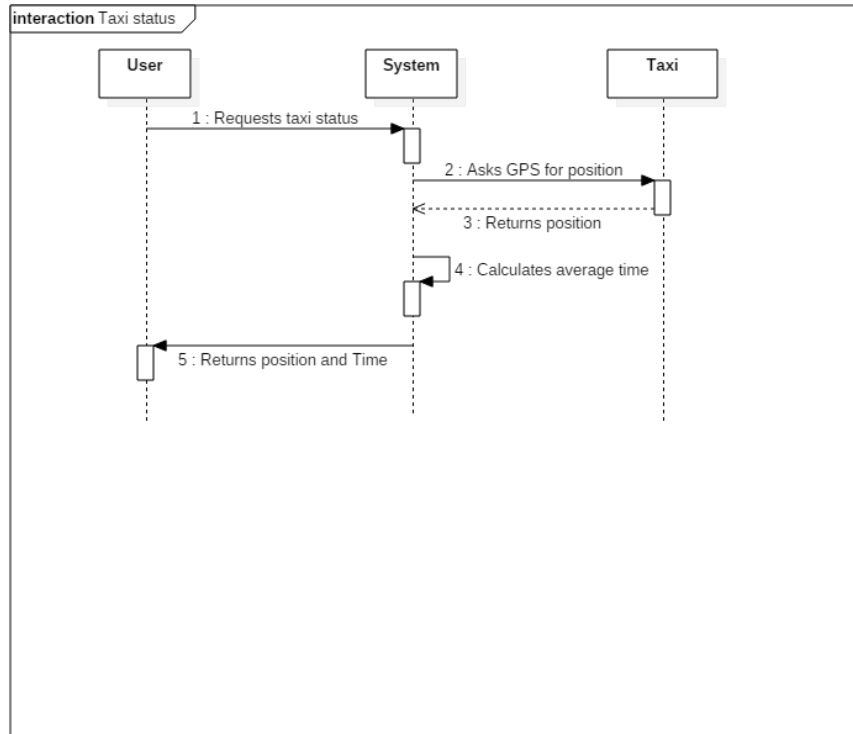 interaction Taxi status
User
System
Taxi
1 : Requests taxi status
2 : Asks GPS for position
3 : Returns position
4 : Calculates average time
5 : Returns position and Time